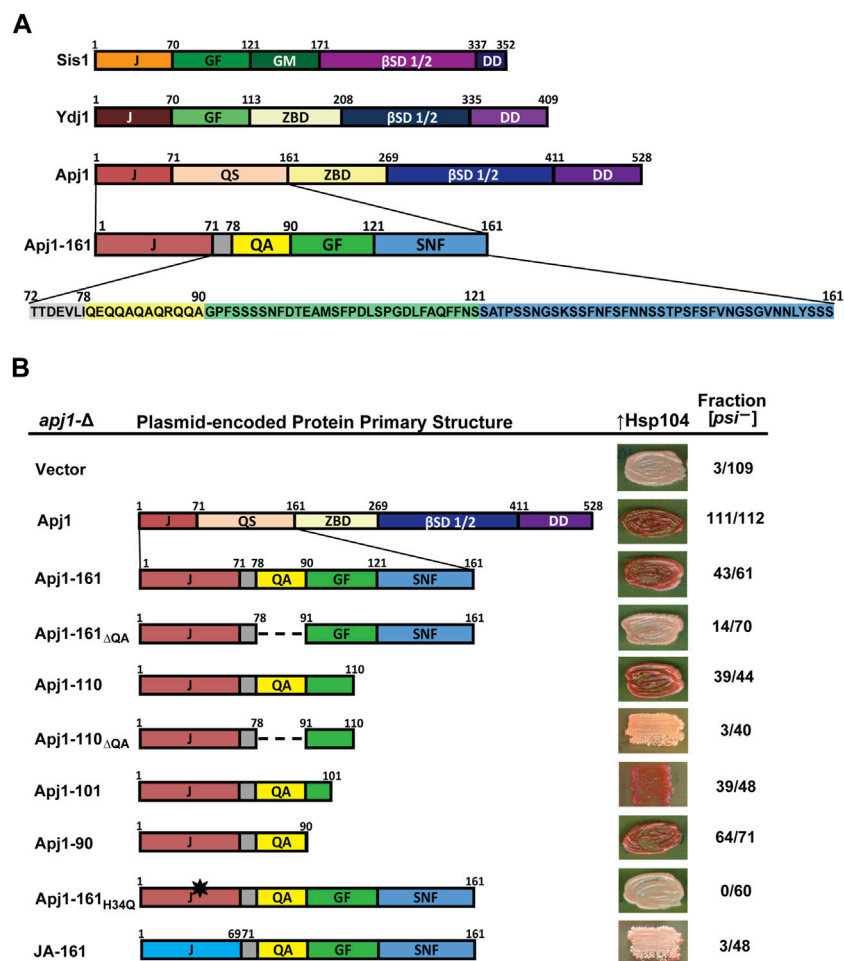 A
1 70 121 171 337 352
Sis1 J GF GM βSD 1/2 DD
1 70 113 208 335 409
Ydj1 J GF ZBD βSD 1/2 DD
1 71 161 269 411 528
Apj1 J QS ZBD βSD 1/2 DD
1 71 78 90 121 161
Apj1-161 J QA GF SNF
72 78 90 121 161
TTDEVLIQEQQAQAQRQQAGPFSSSSNFDTEAMSFPDLSPGDLFAQFFNSSATPSSNGSKSSFNFSFNNSSTPSFSFVNGSGVNNLYSSS
B
apj1-Δ Plasmid-encoded Protein Primary Structure ↑Hsp104 Fraction [psi−]
Vector 3/109
1 71 161 269 411 528
Apj1 J QS ZBD βSD 1/2 DD 111/112
1 71 78 90 121 161
Apj1-161 J QA GF SNF 43/61
1 78 91 121 161
Apj1-161ΔQA J GF SNF 14/70
1 110
Apj1-110 J QA 39/44
1 78 91 110
Apj1-110ΔQA J 3/40
1 101
Apj1-101 J QA 39/48
1 90
Apj1-90 J QA 64/71
1 161
Apj1-161H34Q J QA GF SNF 0/60
1 69 71 161
JA-161 J QA GF SNF 3/48